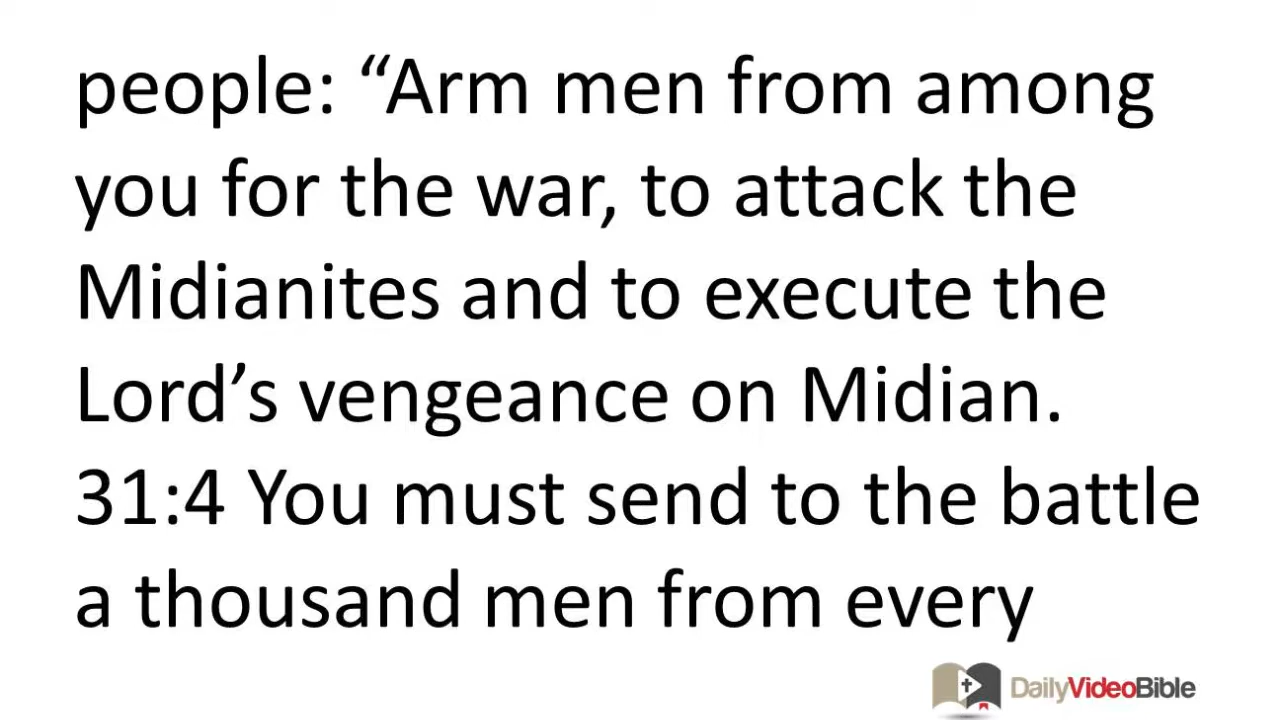 people: “Arm men from among
you for the war, to attack the
Midianites and to execute the
Lord’s vengeance on Midian.
31:4 You must send to the battle
a thousand men from every
DailyVideoBible